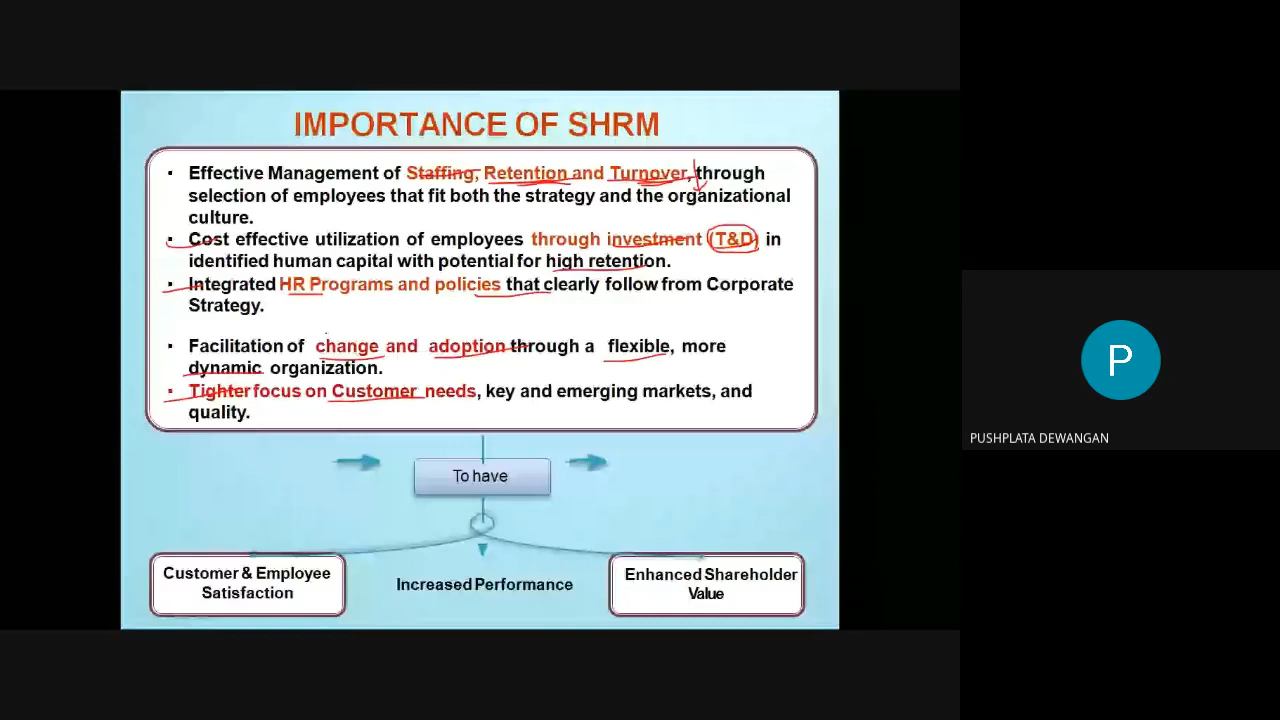 IMPORTANCE OF SHRM
· Effective Management of Staffing, Retention and Turnover, through
selection of employees that fit both the strategy and the organizational
culture.
· Cost effective utilization of employees through investment (T&D) in
identified human capital with potential for high retention.
· Integrated HR Programs and policies that clearly follow from Corporate
Strategy.
· Facilitation of change and adoption through a flexible, more
dynamic organization.
· Tighter focus on Customer needs, key and emerging markets, and
quality.
To have
Customer & Employee
Satisfaction
Increased Performance
Enhanced Shareholder
Value
P
PUSHPLATA DEWANGAN